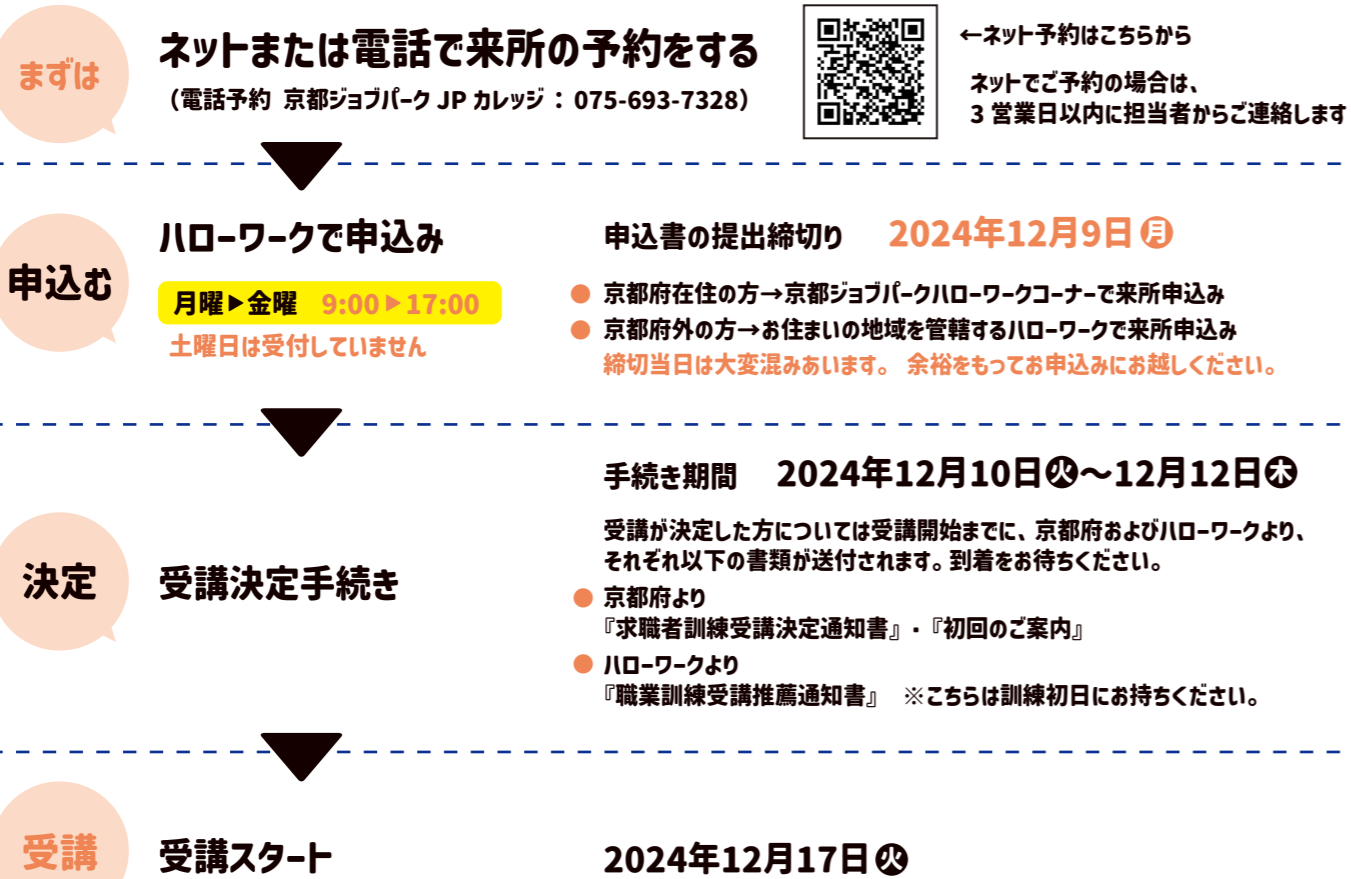 まずは
ネットまたは電話で来所の予約をする
（電話予約 京都ジョブパーク JP カレッジ：075-693-7328）
←ネット予約はこちらから
ネットでご予約の場合は、
3 営業日以内に担当者からご連絡します
申込む
ハローワークで申込み
月曜▶金曜 9:00▶17:00
土曜日は受付していません
申込書の提出締切り 2024年12月9日㊊
● 京都府在住の方→京都ジョブパークハローワークコーナーで来所申込み
● 京都府外の方→お住まいの地域を管轄するハローワークで来所申込み
締切当日は大変混みあいます。 余裕をもってお申込みにお越しください。
決定
受講決定手続き
手続き期間 2024年12月10日㊋～12月12日㊍
受講が決定した方については受講開始までに、京都府およびハローワークより、
それぞれ以下の書類が送付されます。到着をお待ちください。
● 京都府より
『求職者訓練受講決定通知書』・『初回のご案内』
● ハローワークより
『職業訓練受講推薦通知書』 ※こちらは訓練初日にお持ちください。
受講
受講スタート
2024年12月17日㊋